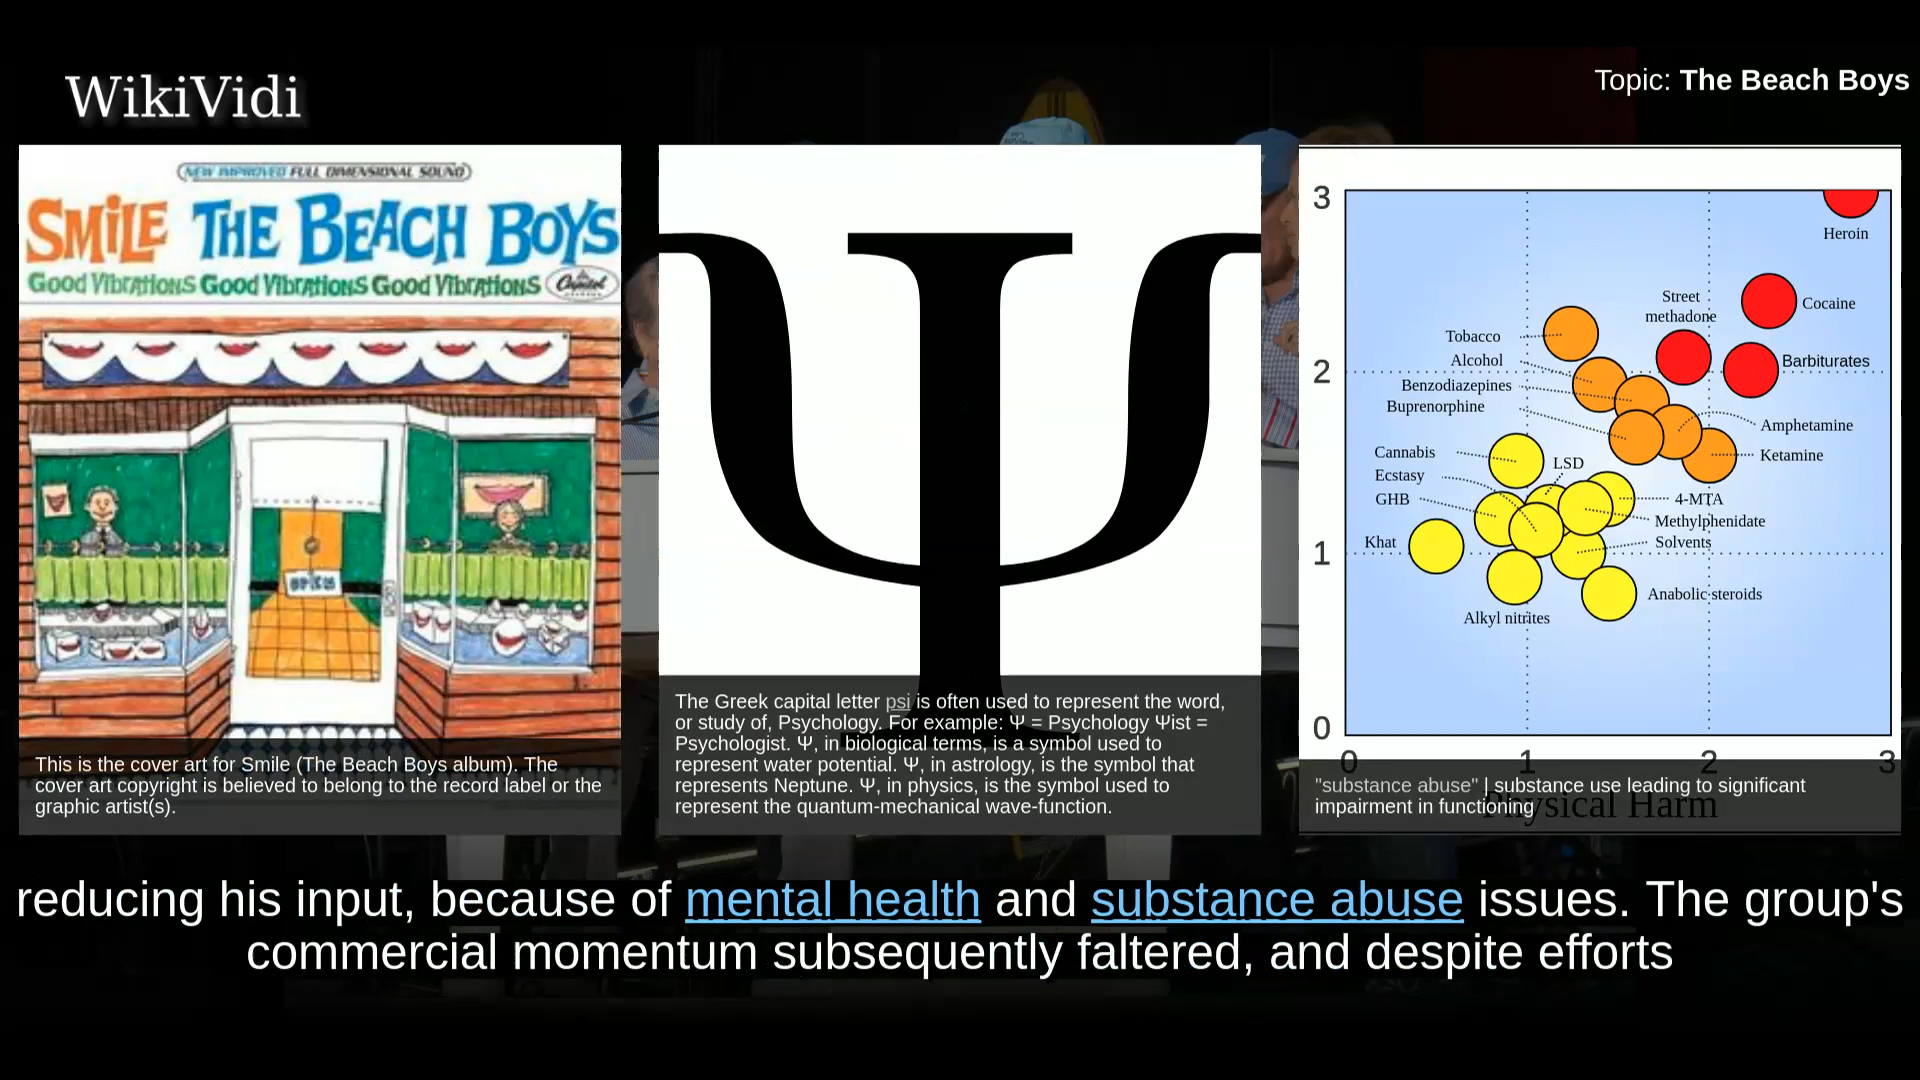 WikiVidi
Topic: The Beach Boys
NEW IMPROVED FULL DIMENSIONAL SOUND
SMiLE THE BEACH BOYS
Good Vibrations Good Vibrations Good Vibrations
Capitol
OPEN
This is the cover art for Smile (The Beach Boys album). The
cover art copyright is believed to belong to the record label or the
graphic artist(s).
Ψ
The Greek capital letter psi is often used to represent the word,
or study of, Psychology. For example: Ψ = Psychology Ψist =
Psychologist. Ψ, in biological terms, is a symbol used to
represent water potential. Ψ, in astrology, is the symbol that
represents Neptune. Ψ, in physics, is the symbol used to
represent the quantum-mechanical wave-function.
3
Heroin
Street
methadone
Cocaine
Tobacco
Alcohol
Barbiturates
2
Benzodiazepines
Buprenorphine
Amphetamine
Cannabis
Ketamine
LSD
Ecstasy
GHB
4-MTA
Methylphenidate
Khat
Solvents
1
Anabolic steroids
Alkyl nitrites
0
0 1 2 3
Physical Harm
"substance abuse" | substance use leading to significant
impairment in functioning
reducing his input, because of mental health and substance abuse issues. The group's
commercial momentum subsequently faltered, and despite efforts